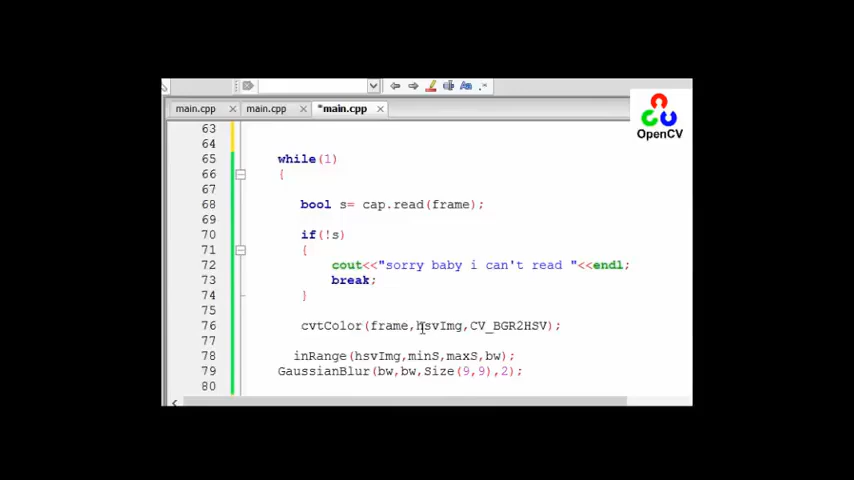 main.cpp main.cpp *main.cpp
OpenCV
63
64
65 while(1)
66 {
67
68 bool s= cap.read(frame);
69
70 if(!s)
71 {
72 cout<<"sorry baby i can't read "<<endl;
73 break;
74 }
75
76 cvtColor(frame,hsvImg,CV_BGR2HSV);
77
78 inRange(hsvImg,minS,maxS,bw);
79 GaussianBlur(bw,bw,Size(9,9),2);
80